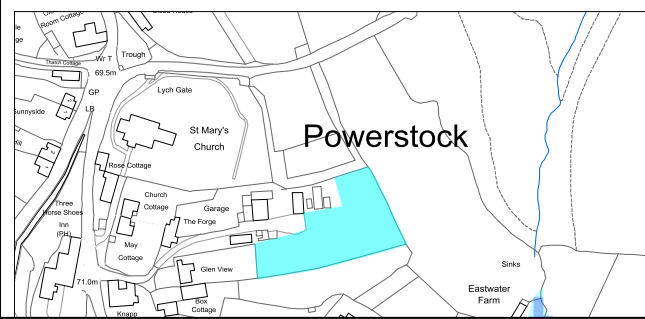 Room Cottage
Trough
Wr T
Thatch Cottage
69.5m
Lych Gate
GP
LB
Sunnyside
St Mary's
Church
Powerstock
Rose Cottage
Three
Horse Shoes
Inn
(PH)
Church
Cottage
Garage
The Forge
May
Cottage
Glen View
Sinks
71.0m
Eastwater
Farm
Box
Cottage
Knapp